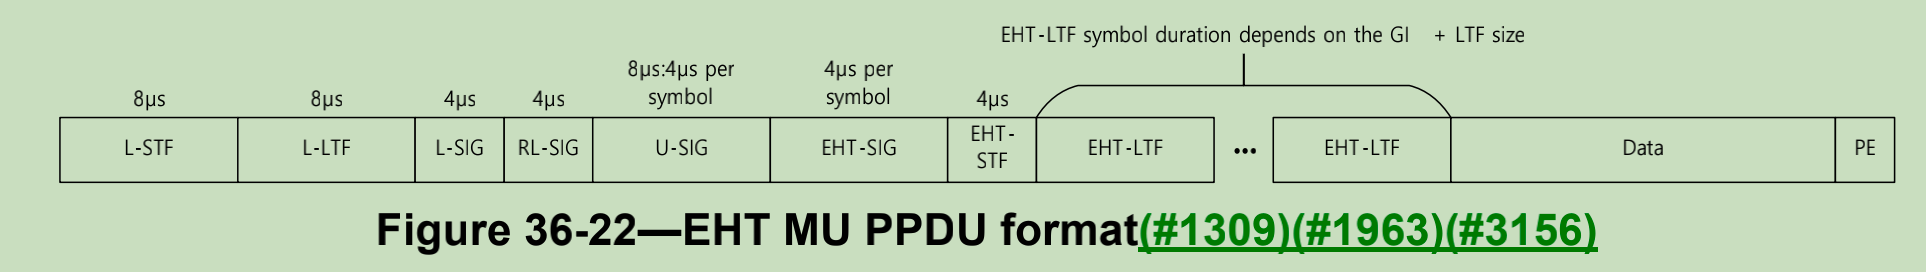 EHT-LTF symbol duration depends on the GI + LTF size
8µs
8µs
4µs
4µs
8µs:4µs per
symbol
4µs per
symbol
4µs
L-STF
L-LTF
L-SIG
RL-SIG
U-SIG
EHT-SIG
EHT-
STF
EHT-LTF
•••
EHT-LTF
Data
PE
Figure 36-22—EHT MU PPDU format(#1309)(#1963)(#3156)